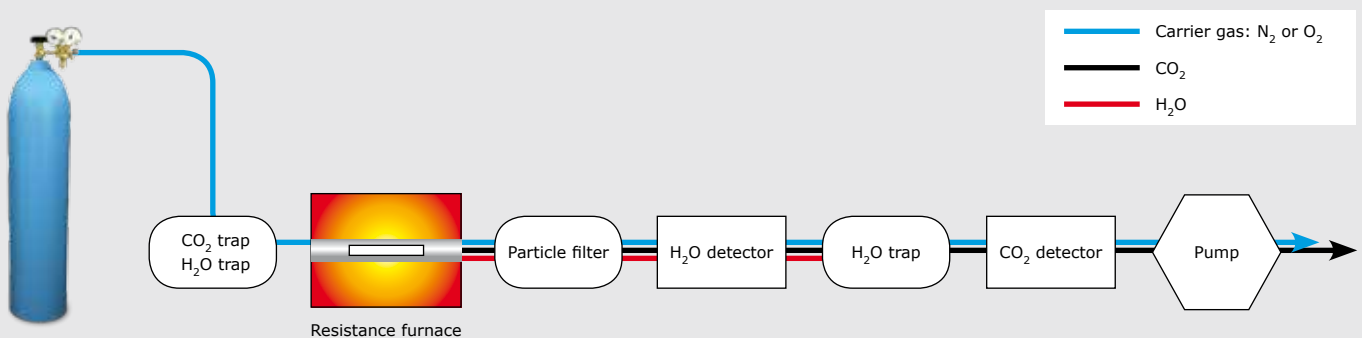 Carrier gas: N₂ or O₂
CO₂
H₂O
CO₂ trap
H₂O trap
Particle filter
H₂O detector
H₂O trap
CO₂ detector
Pump
Resistance furnace